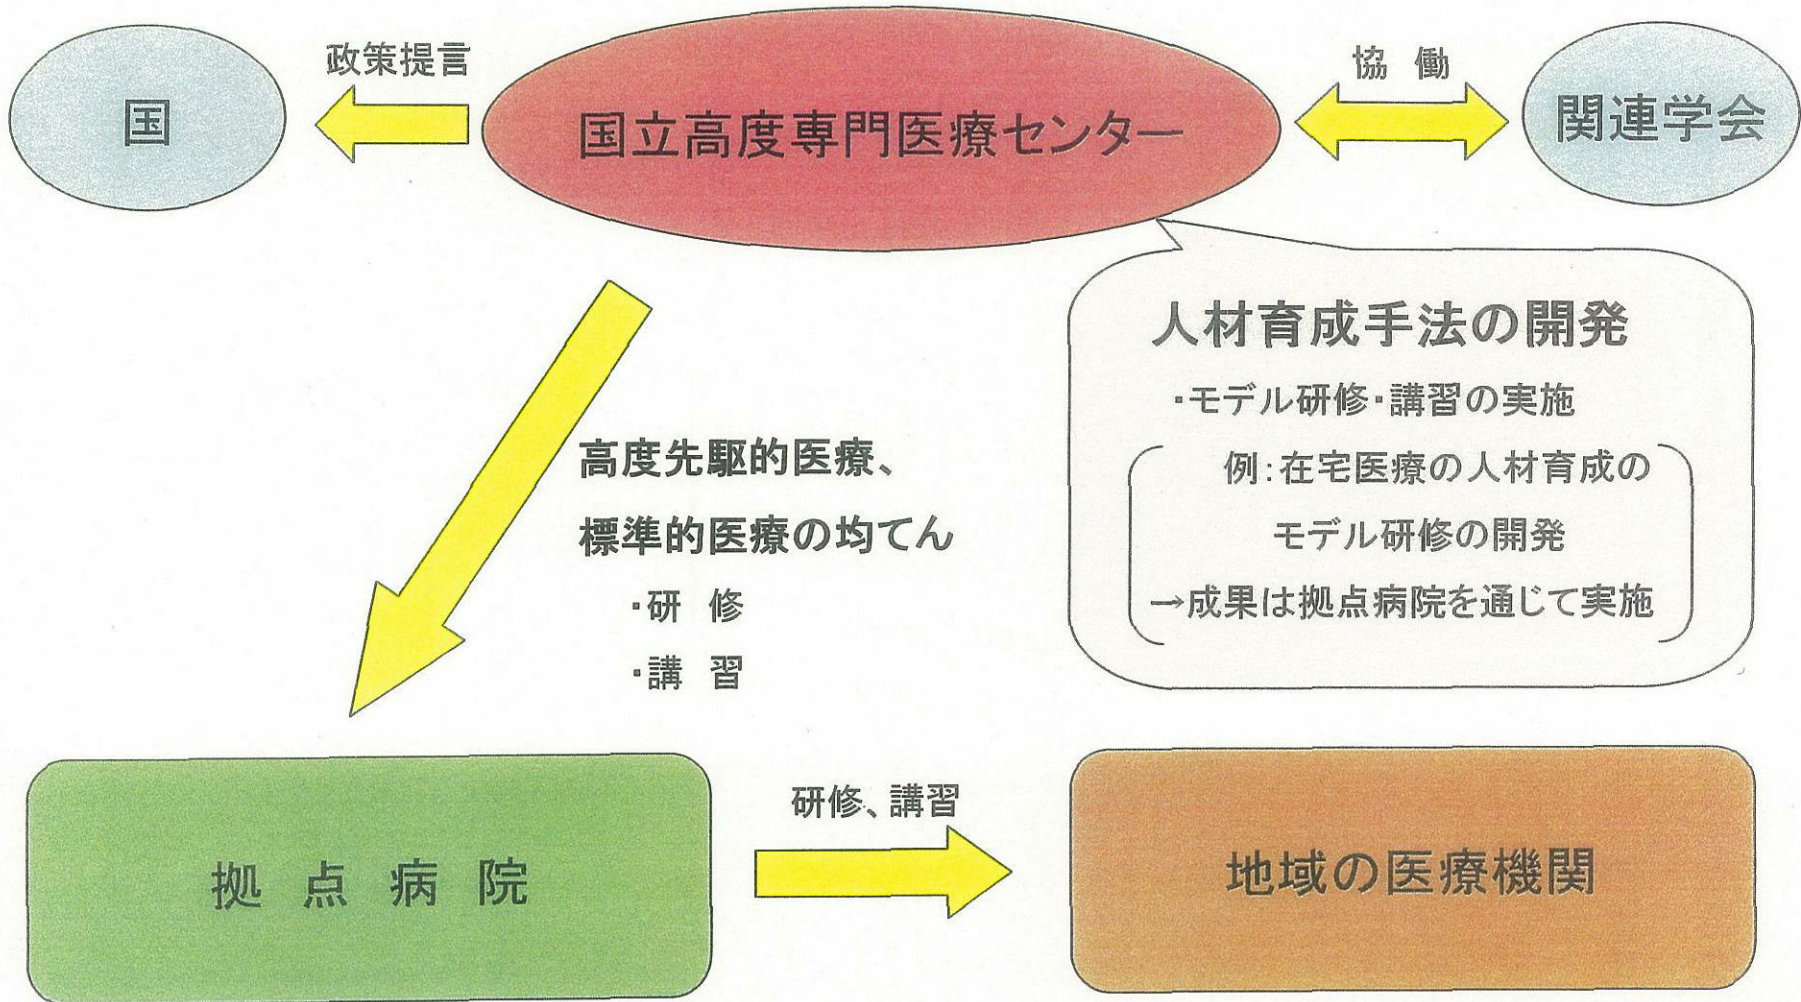 政策提言
協 働
国
国立高度専門医療センター
関連学会
人材育成手法の開発
・モデル研修・講習の実施
例:在宅医療の人材育成の
モデル研修の開発
→成果は拠点病院を通じて実施
高度先駆的医療、
標準的医療の均てん
・研 修
・講 習
研修、講習
拠 点 病 院
地域の医療機関